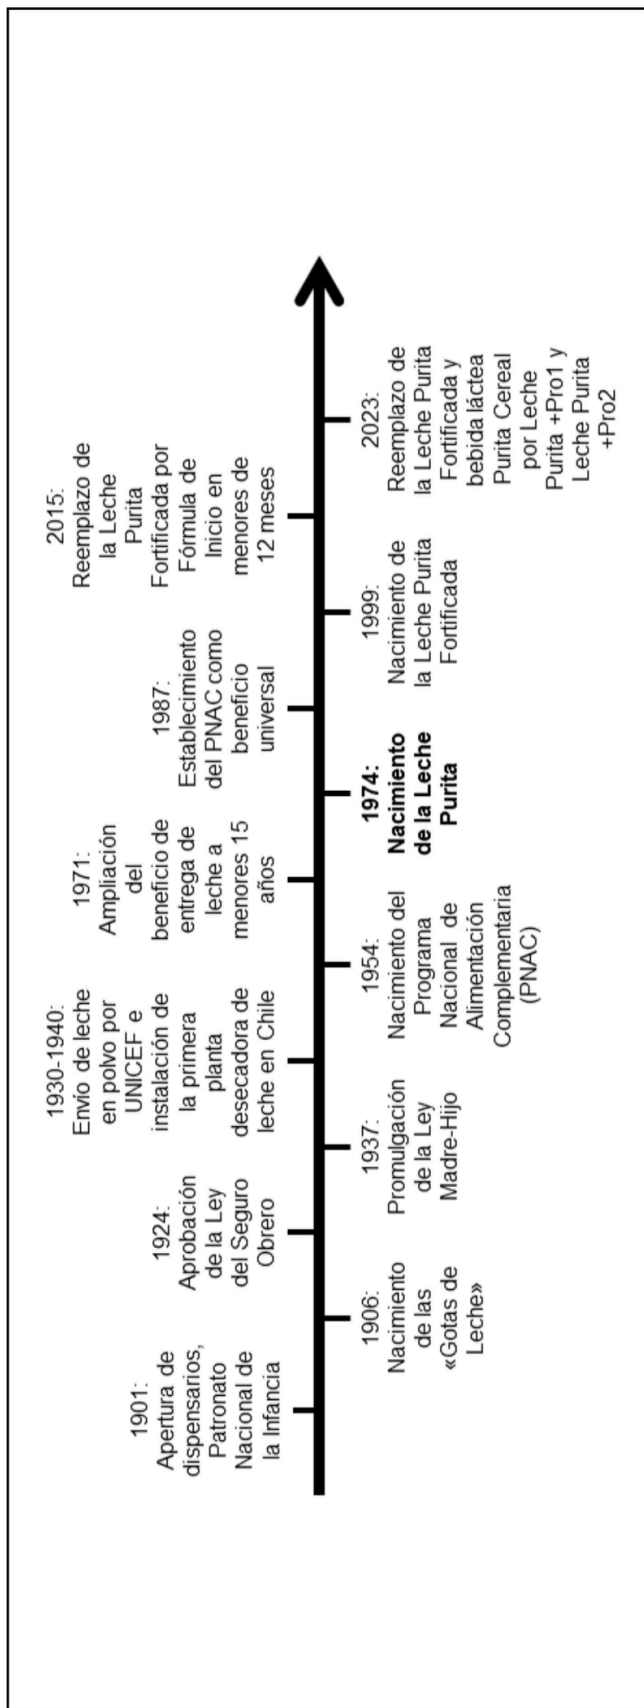 1901:
Apertura de
dispensarios,
Patronato
Nacional de
la Infancia
1906:
Nacimiento
de las
«Gotas de
Leche»
1924:
Aprobación
de la Ley
del Seguro
Obrero
1937:
Promulgación
de la Ley
Madre-Hijo
1930-1940:
Envío de leche
en polvo por
UNICEF e
instalación de
la primera
planta
desecadora de
leche en Chile
1954:
Nacimiento del
Programa
Nacional de
Alimentación
Complementaria
(PNAC)
1971:
Ampliación
del
beneficio de
entrega de
leche a
menores 15
años
1974:
Nacimiento
de la Leche
Purita
1987:
Establecimiento
del PNAC como
beneficio
universal
1999:
Nacimiento de
la Leche Purita
Fortificada
2015:
Reemplazo de
la Leche
Purita
Fortificada por
Fórmula de
Inicio en
menores de
12 meses
2023:
Reemplazo de
la Leche Purita
Fortificada y
bebida láctea
Purita Cereal
por Leche
Purita +Pro1 y
Leche Purita
+Pro2